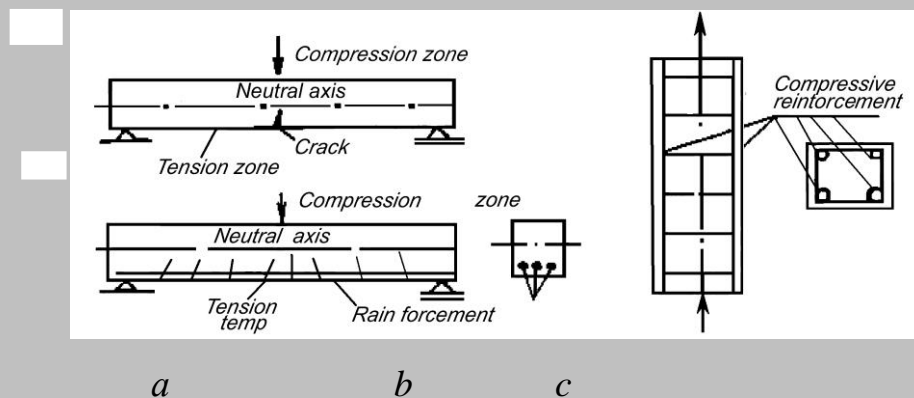 Compression zone
Neutral axis
Crack
Tension zone
Compression zone
Neutral axis
Tension
temp
Rain forcement
Compressive
reinforcement
a b c